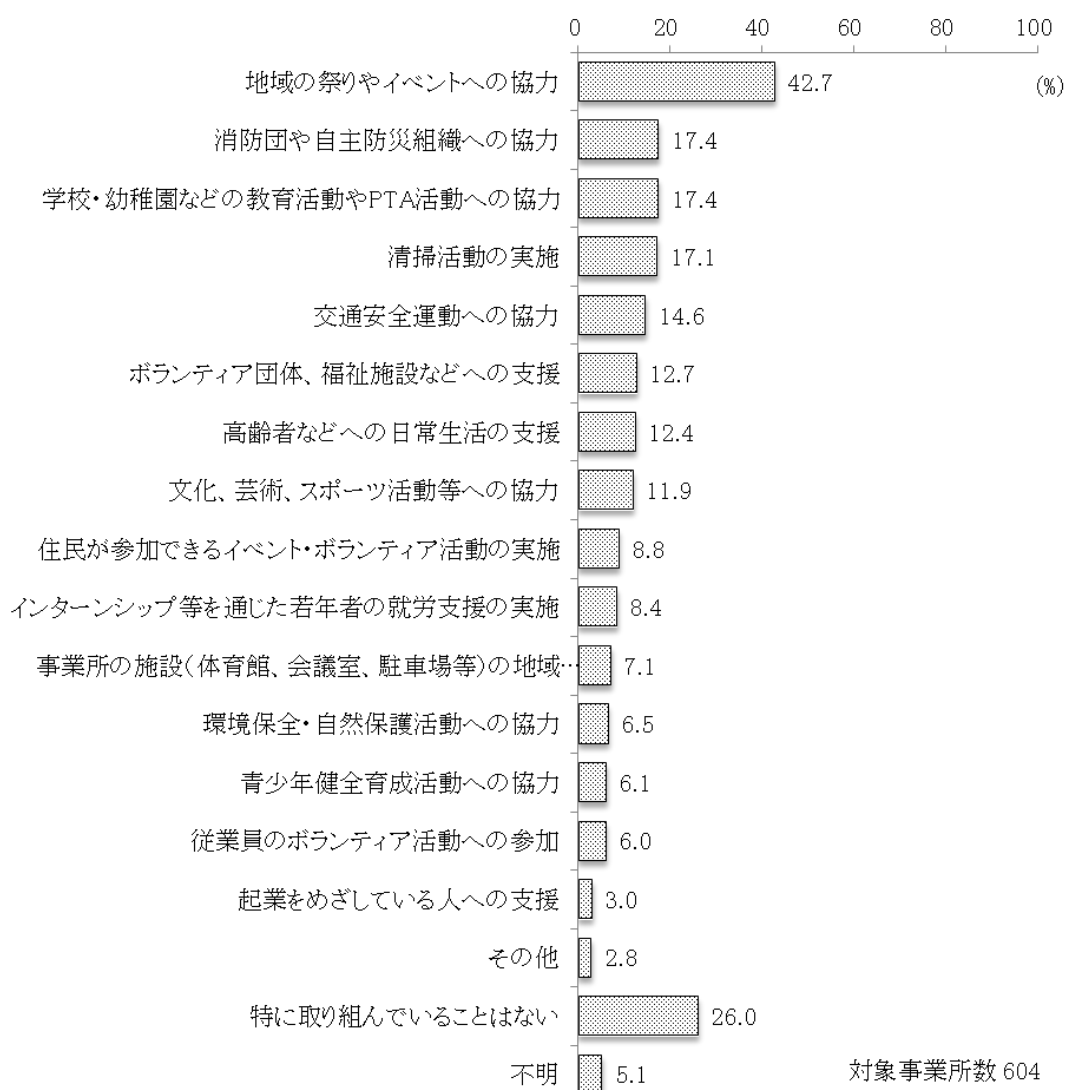 0 20 40 60 80 100
(%)
地域の祭りやイベントへの協力 42.7
消防団や自主防災組織への協力 17.4
学校・幼稚園などの教育活動やPTA活動への協力 17.4
清掃活動の実施 17.1
交通安全運動への協力 14.6
ボランティア団体、福祉施設などへの支援 12.7
高齢者などへの日常生活の支援 12.4
文化、芸術、スポーツ活動等への協力 11.9
住民が参加できるイベント・ボランティア活動の実施 8.8
インターンシップ等を通じた若年者の就労支援の実施 8.4
事業所の施設(体育館、会議室、駐車場等)の地域… 7.1
環境保全・自然保護活動への協力 6.5
青少年健全育成活動への協力 6.1
従業員のボランティア活動への参加 6.0
起業をめざしている人への支援 3.0
その他 2.8
特に取り組んでいることはない 26.0
不明 5.1
対象事業所数 604